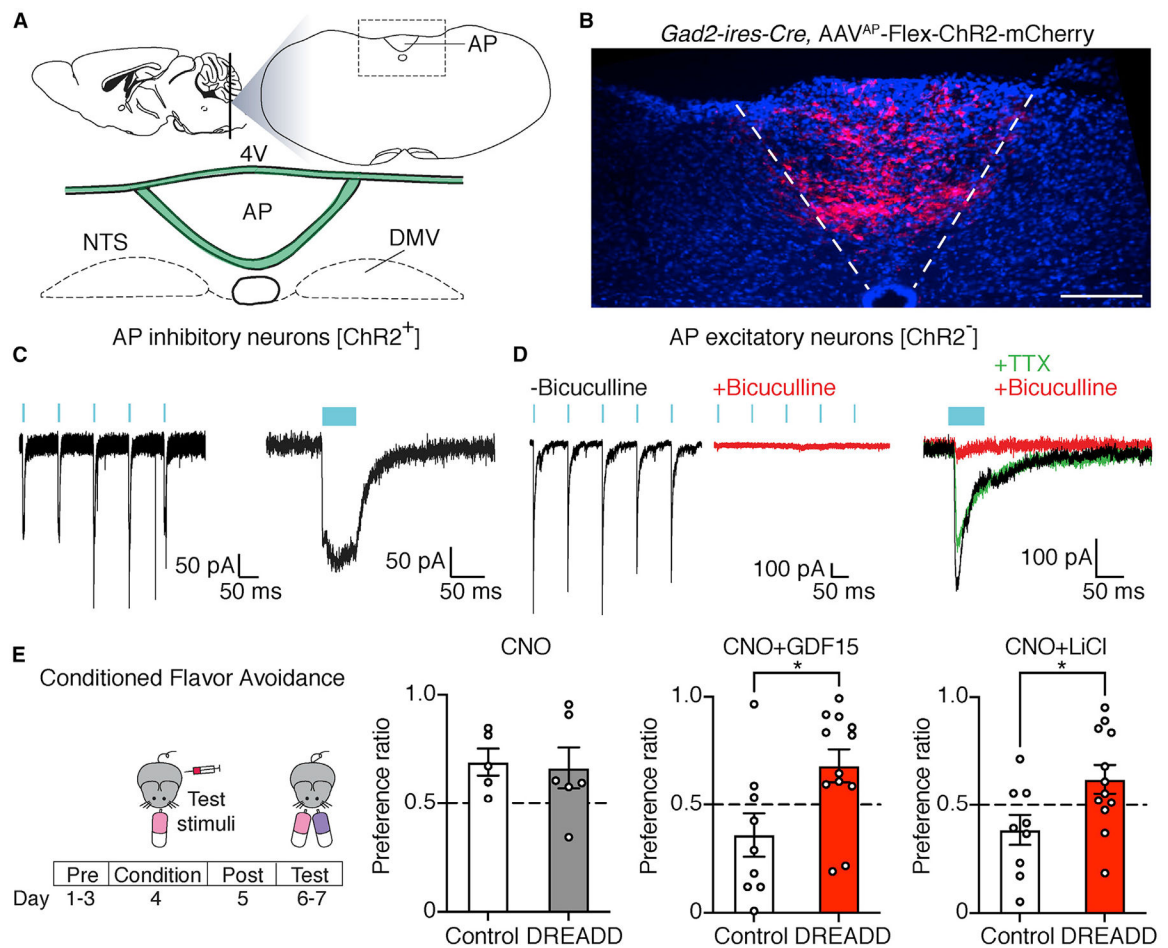 A
AP
4V
AP
NTS
DMV
B
Gad2-ires-Cre, AAVᴬᴾ-Flex-ChR2-mCherry
AP inhibitory neurons [ChR2⁺]
C
50 pA
50 ms
50 pA
50 ms
AP excitatory neurons [ChR2⁻]
D
-Bicuculline
+Bicuculline
+TTX
+Bicuculline
100 pA
50 ms
100 pA
50 ms
E
Conditioned Flavor Avoidance
Test
stimuli
Pre Condition Post Test
Day 1-3 4 5 6-7
CNO
Preference ratio
1.0
0.5
0
Control DREADD
CNO+GDF15
*
Preference ratio
1.0
0.5
0
Control DREADD
CNO+LiCl
*
Preference ratio
1.0
0.5
0
Control DREADD